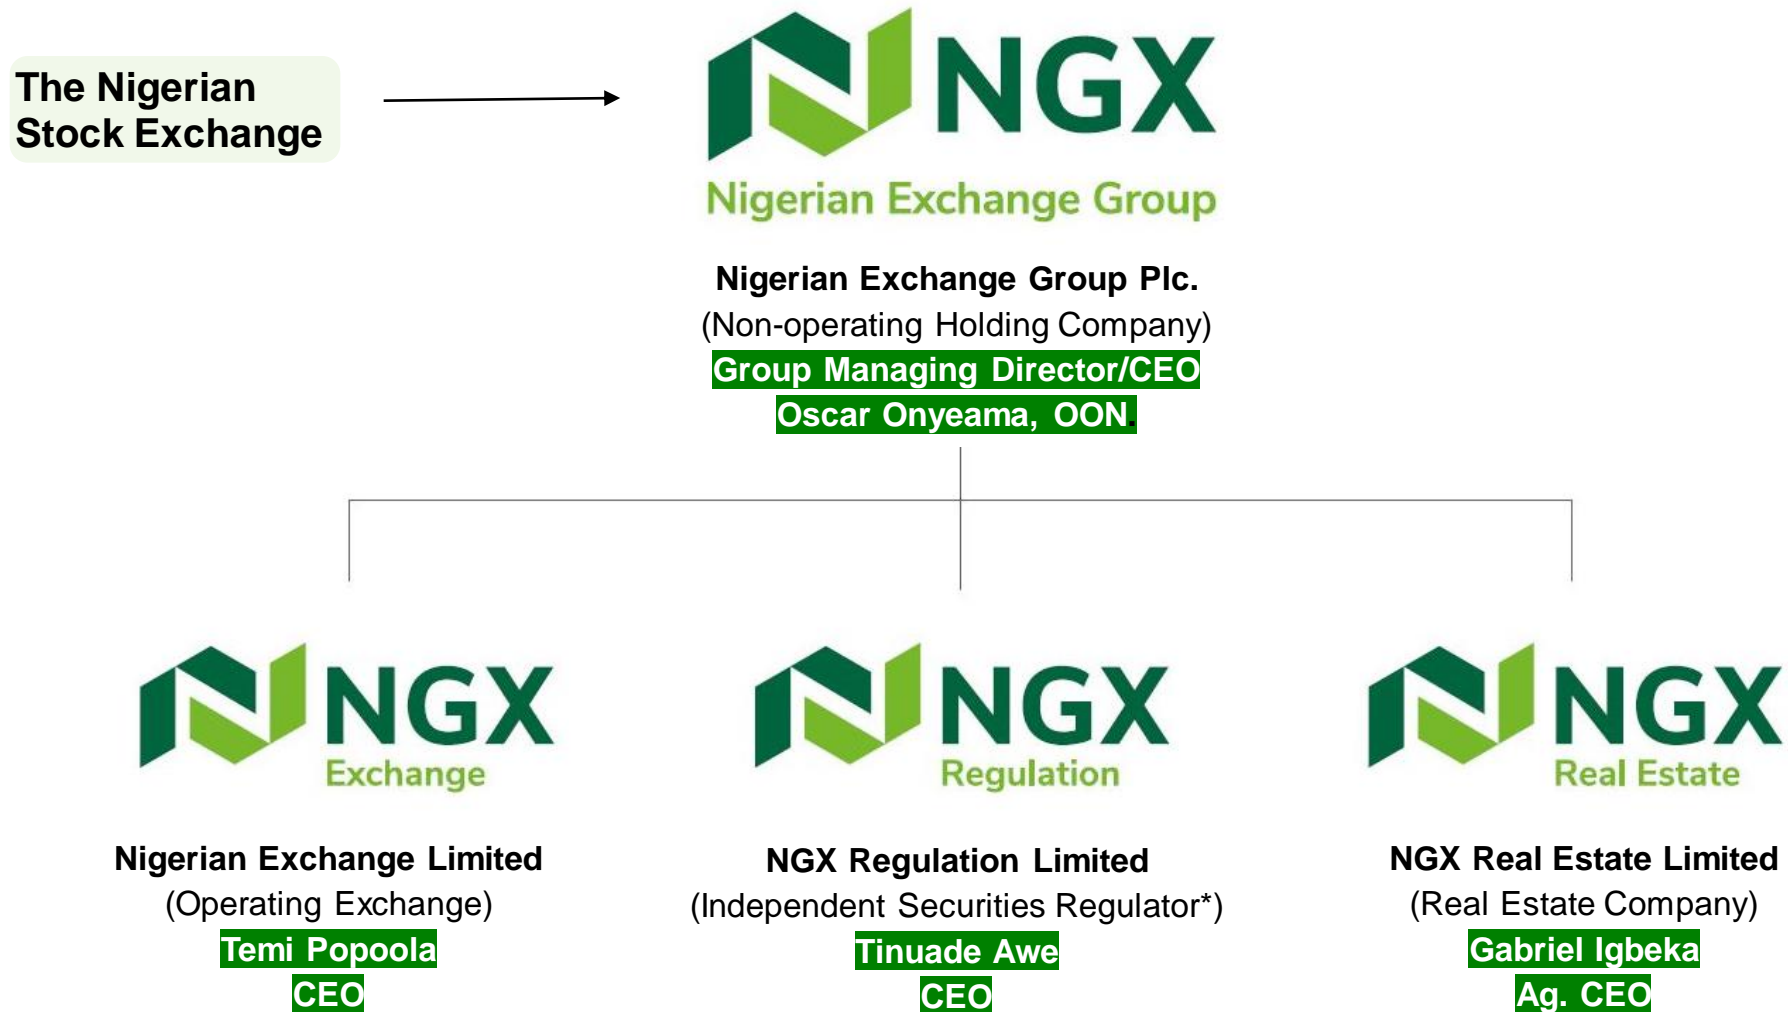 The Nigerian
Stock Exchange
NGX
Nigerian Exchange Group
Nigerian Exchange Group Plc.
(Non-operating Holding Company)
Group Managing Director/CEO
Oscar Onyeama, OON.
NGX
Exchange
Nigerian Exchange Limited
(Operating Exchange)
Temi Popoola
CEO
NGX
Regulation
NGX Regulation Limited
(Independent Securities Regulator*)
Tinuade Awe
CEO
NGX
Real Estate
NGX Real Estate Limited
(Real Estate Company)
Gabriel Igbeka
Ag. CEO